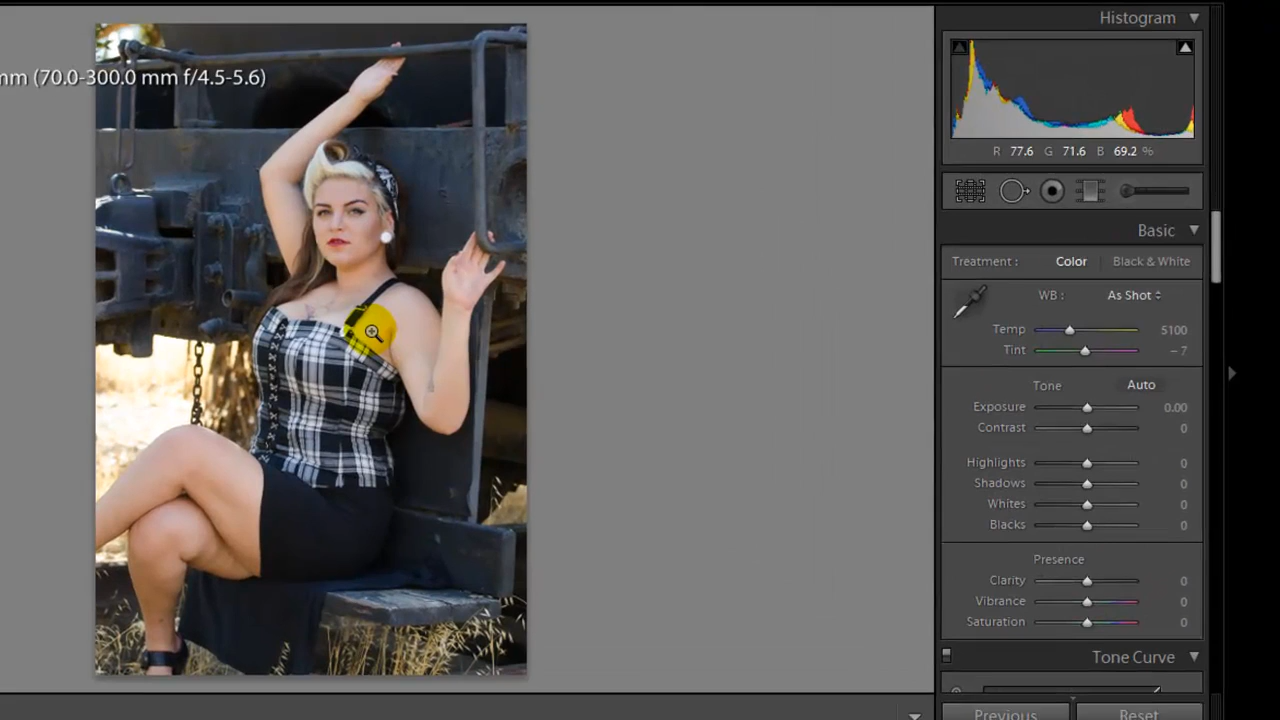 Histogram
mm (70.0-300.0 mm f/4.5-5.6)
R 77.6 G 71.6 B 69.2 %
Basic
Treatment : Color Black & White
WB : As Shot
Temp 5100
Tint – 7
Tone Auto
Exposure 0.00
Contrast 0
Highlights 0
Shadows 0
Whites 0
Blacks 0
Presence
Clarity 0
Vibrance 0
Saturation 0
Tone Curve
Previous Reset